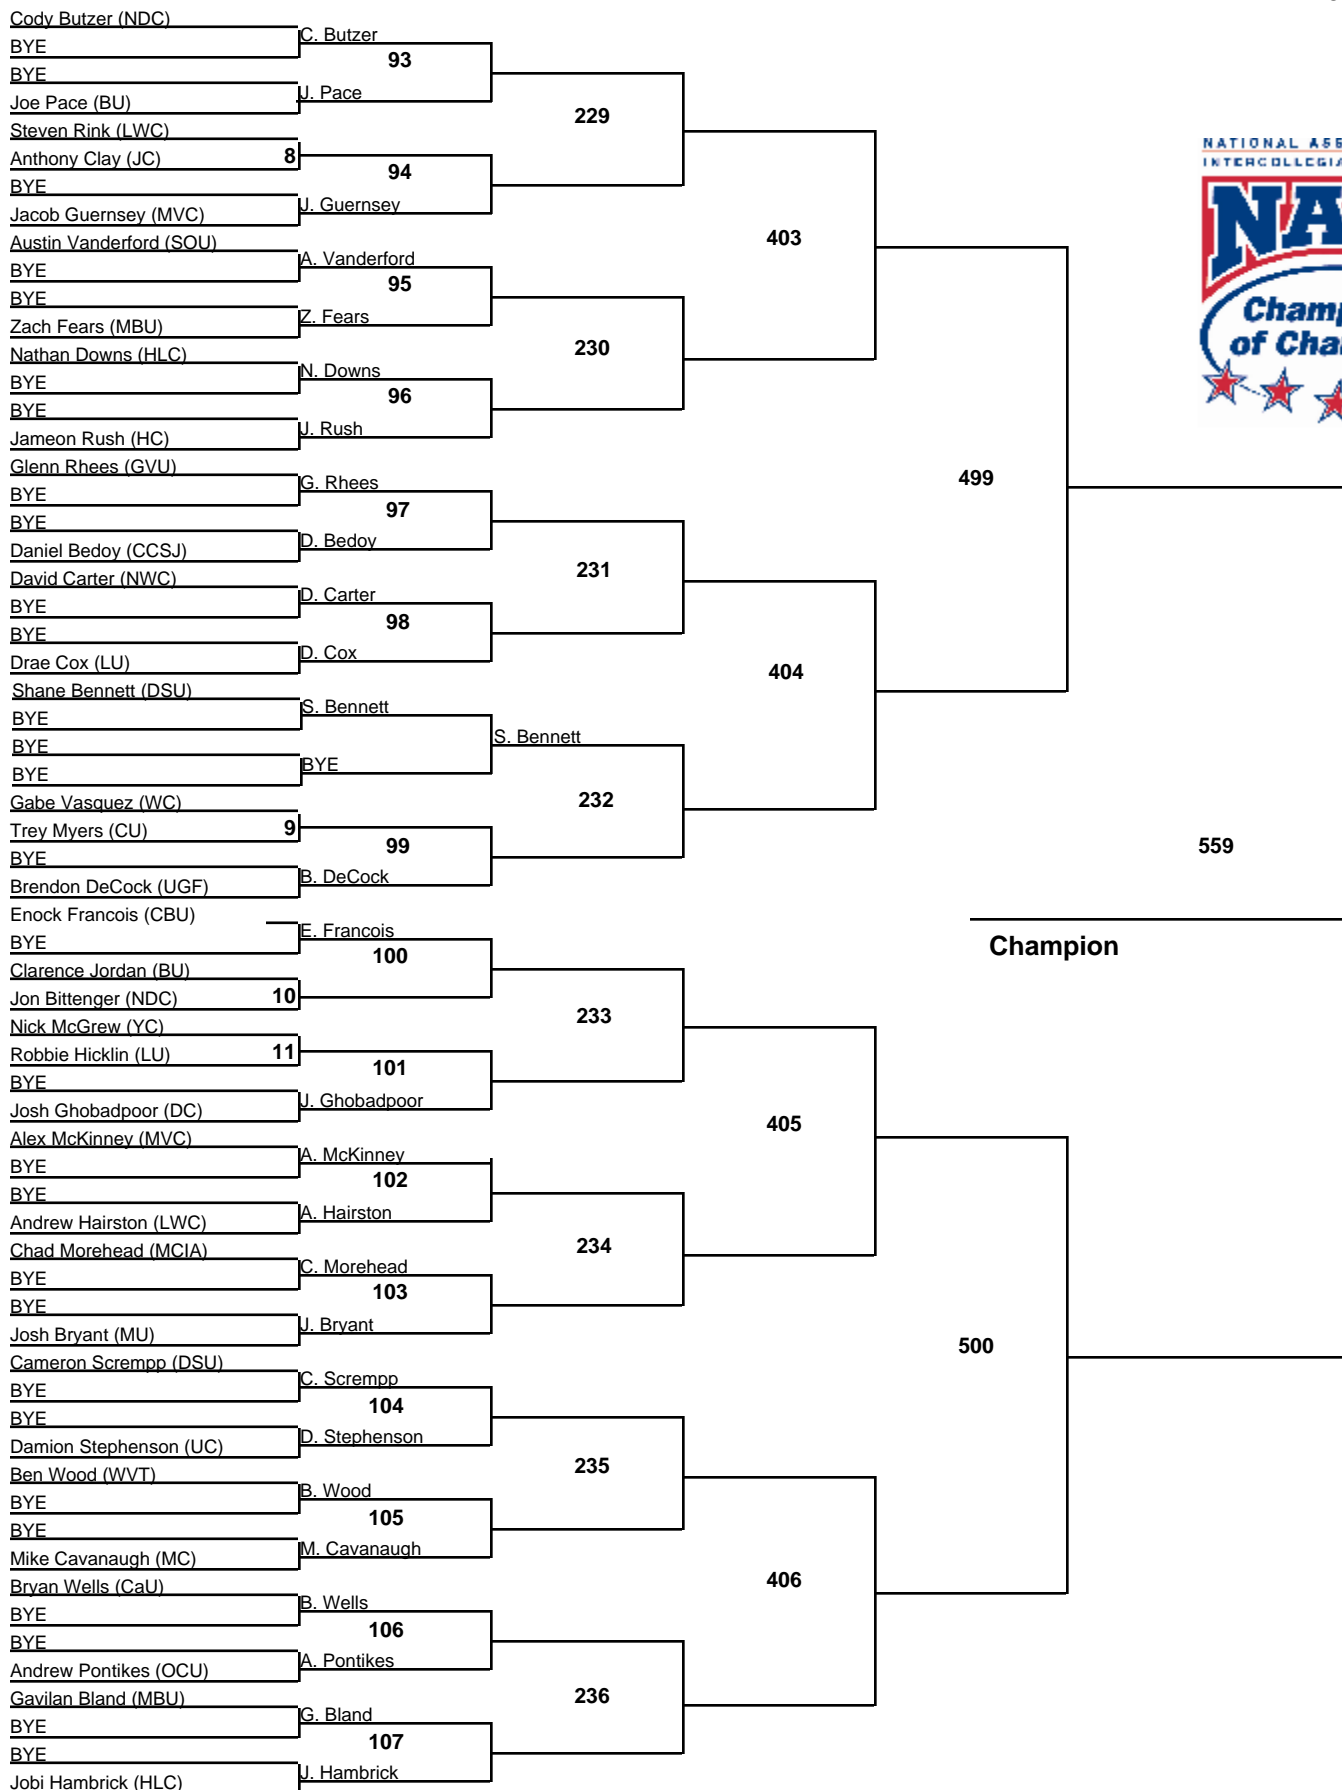 Cody Butzer (NDC)
C. Butzer
BYE
93
BYE
J. Pace
Joe Pace (BU)
229
Steven Rink (LWC)
NATIONAL ASS
Anthony Clay (JC) 8
INTERCOLLEGIA
94
BYE
J. Guernsey
Jacob Guernsey (MVC)
NA
403
Austin Vanderford (SOU)
A. Vanderford
BYE
95
BYE
Z. Fears
Champ
Zach Fears (MBU)
230
of Cha
Nathan Downs (HLC)
N. Downs
BYE
96
BYE
J. Rush
Jameon Rush (HC)
Glenn Rhees (GVU)
499
G. Rhees
BYE
97
BYE
D. Bedoy
Daniel Bedoy (CCSJ)
231
David Carter (NWC)
D. Carter
BYE
98
BYE
D. Cox
Drae Cox (LU)
404
Shane Bennett (DSU)
S. Bennett
BYE
S. Bennett
BYE
BYE
BYE
232
Gabe Vasquez (WC)
Trey Myers (CU) 9
99
559
BYE
B. DeCock
Brendon DeCock (UGF)
Enock Francois (CBU)
E. Francois
BYE
Champion
100
Clarence Jordan (BU)
Jon Bittenger (NDC) 10
233
Nick McGrew (YC)
Robbie Hicklin (LU) 11
101
BYE
J. Ghobadpoor
Josh Ghobadpoor (DC)
405
Alex McKinney (MVC)
A. McKinney
BYE
102
BYE
A. Hairston
Andrew Hairston (LWC)
234
Chad Morehead (MCIA)
C. Morehead
BYE
103
BYE
J. Bryant
Josh Bryant (MU)
500
Cameron Scrempp (DSU)
C. Scrempp
BYE
104
BYE
D. Stephenson
Damion Stephenson (UC)
235
Ben Wood (WVT)
B. Wood
BYE
105
BYE
M. Cavanaugh
Mike Cavanaugh (MC)
406
Bryan Wells (CaU)
B. Wells
BYE
106
BYE
A. Pontikes
Andrew Pontikes (OCU)
236
Gavilan Bland (MBU)
G. Bland
BYE
107
BYE
J. Hambrick
Jobi Hambrick (HLC)